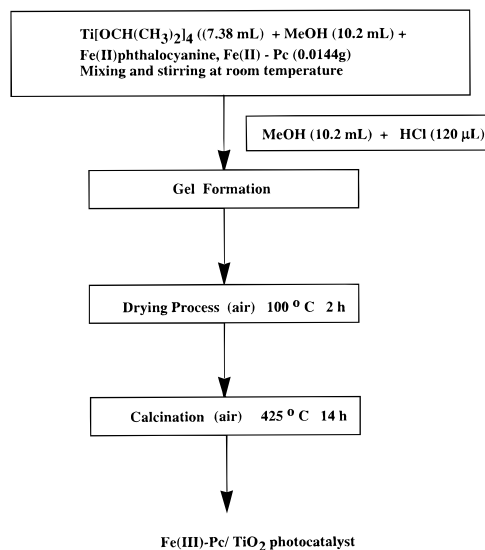 Ti[OCH(CH3)2]4 ((7.38 mL) + MeOH (10.2 mL) +
Fe(II)phthalocyanine, Fe(II) - Pc (0.0144g)
Mixing and stirring at room temperature
MeOH (10.2 mL) + HCl (120 µL)
Gel Formation
Drying Process (air) 100 o C 2 h
Calcination (air) 425 o C 14 h
Fe(III)-Pc/ TiO2 photocatalyst